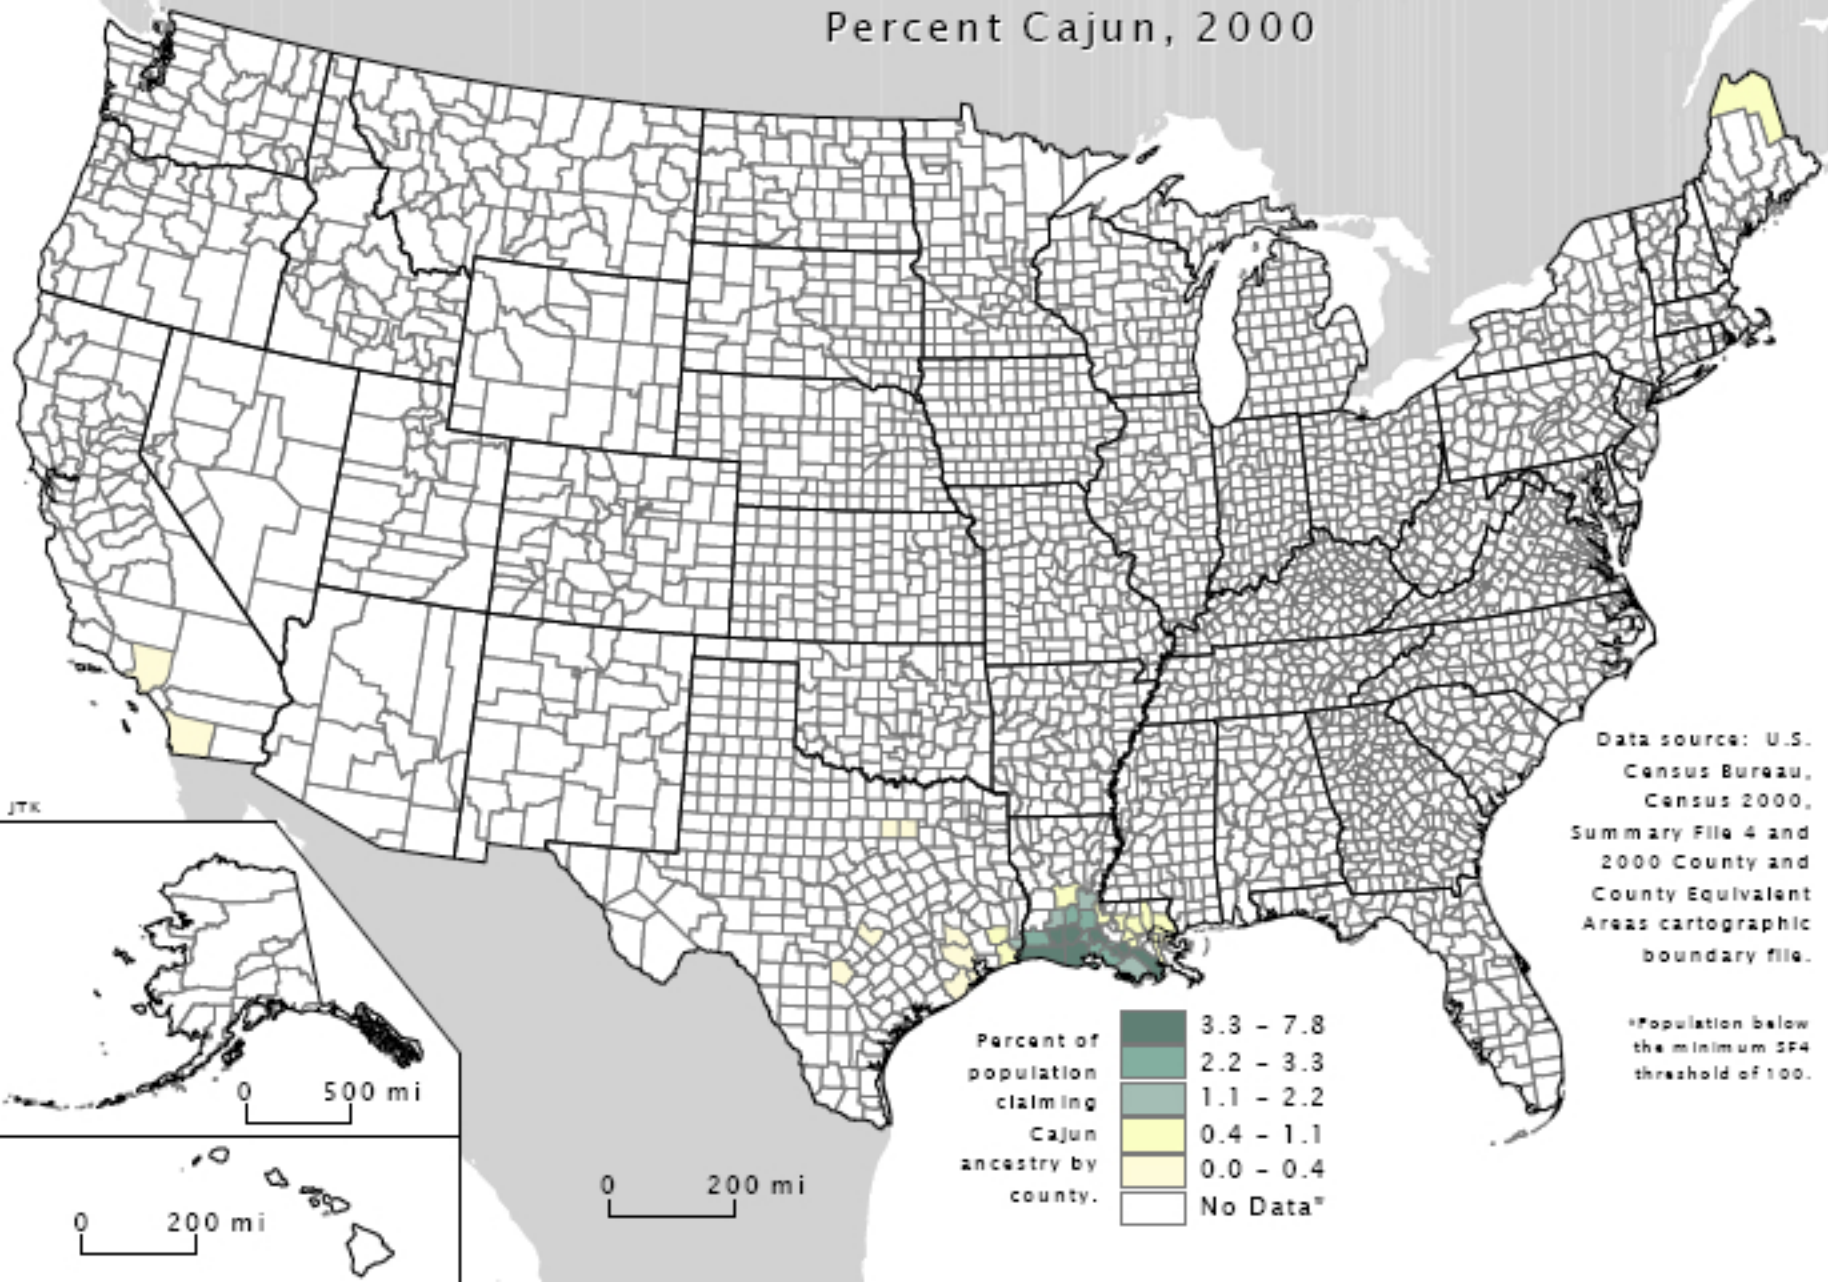 Percent Cajun, 2000
Data source: U.S.
Census Bureau,
Census 2000,
Summary File 4 and
2000 County and
County Equivalent
Areas cartographic
boundary file.
*Population below
the minimum SF4
threshold of 100.
JTK
0 500 mi
0 200 mi
0 200 mi
Percent of
population
claiming
Cajun
ancestry by
county.
3.3 - 7.8
2.2 - 3.3
1.1 - 2.2
0.4 - 1.1
0.0 - 0.4
No Data*